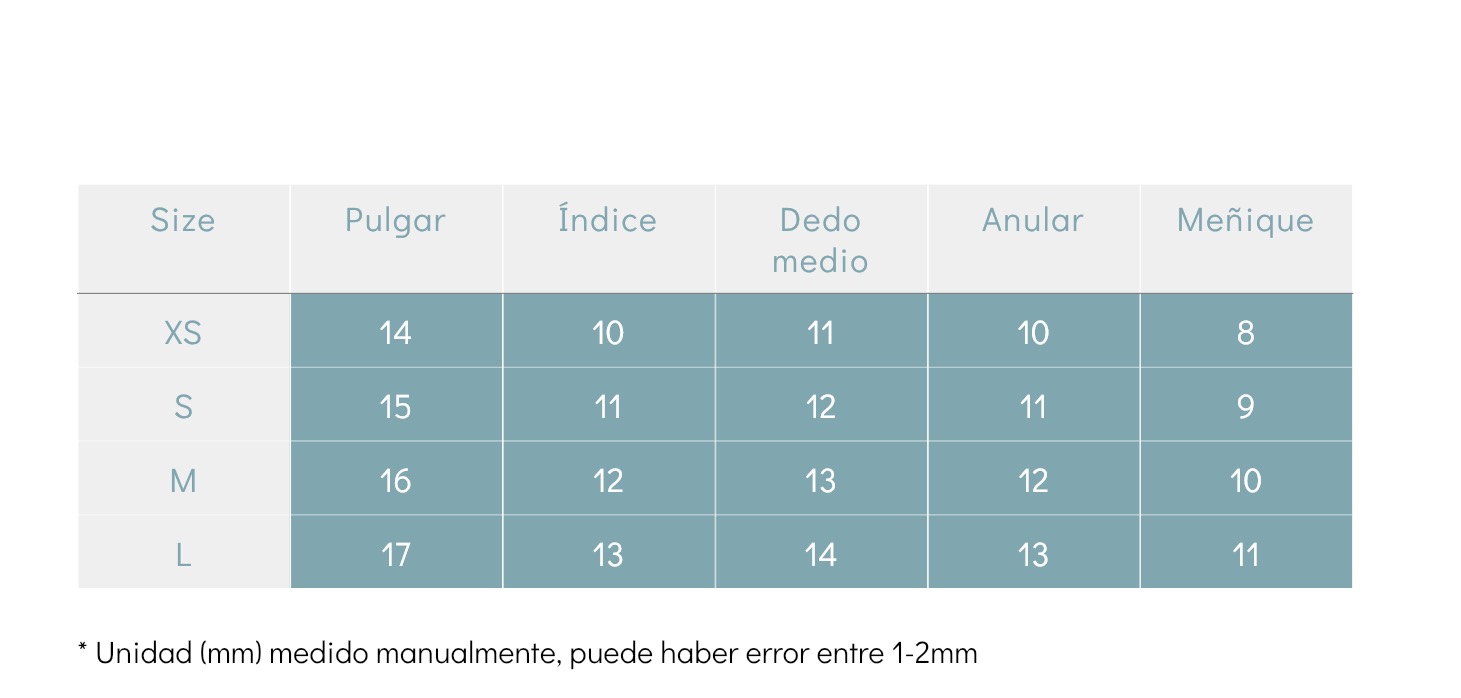 Size Pulgar Índice Dedo medio Anular Meñique
XS 14 10 11 10 8
S 15 11 12 11 9
M 16 12 13 12 10
L 17 13 14 13 11
* Unidad (mm) medido manualmente, puede haber error entre 1-2mm